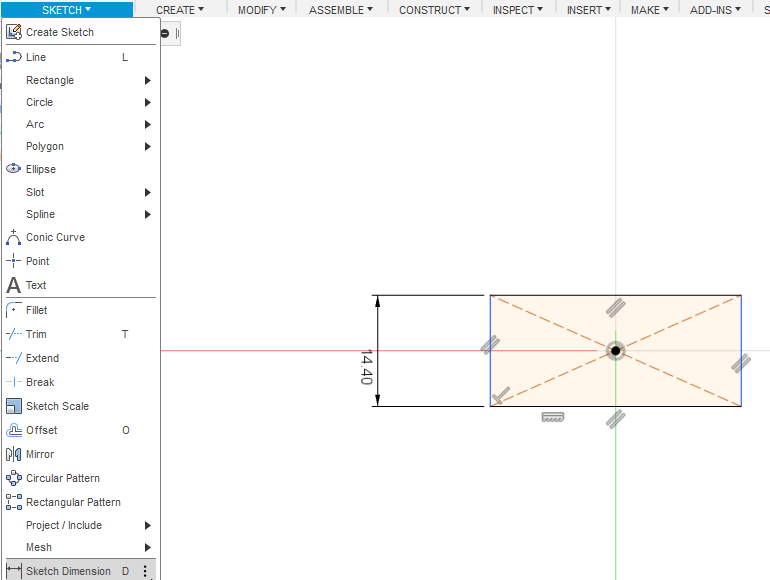 SKETCH CREATE MODIFY ASSEMBLE CONSTRUCT INSPECT INSERT MAKE ADD-INS S
Create Sketch
Line L
Rectangle
Circle
Arc
Polygon
Ellipse
Slot
Spline
Conic Curve
Point
Text
Fillet
Trim T
Extend
Break
Sketch Scale
Offset O
Mirror
Circular Pattern
Rectangular Pattern
Project / Include
Mesh
Sketch Dimension D
14.40